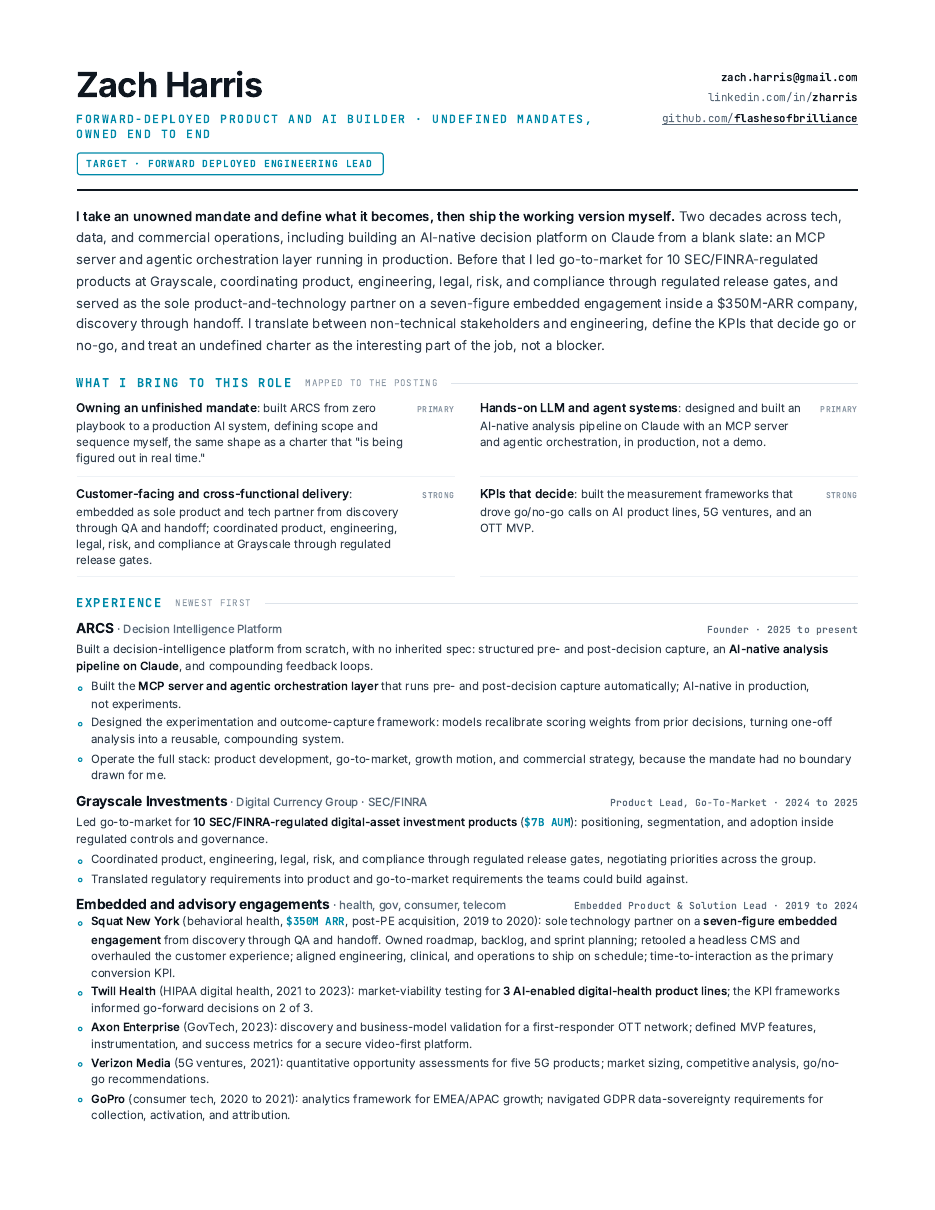 Zach Harris
FORWARD-DEPLOYED PRODUCT AND AI BUILDER · UNDEFINED MANDATES,
OWNED END TO END
TARGET · FORWARD DEPLOYED ENGINEERING LEAD
zach.harris@gmail.com
linkedin.com/in/zharris
github.com/flashesofbrilliance
I take an unowned mandate and define what it becomes, then ship the working version myself. Two decades across tech,
data, and commercial operations, including building an AI-native decision platform on Claude from a blank slate: an MCP
server and agentic orchestration layer running in production. Before that I led go-to-market for 10 SEC/FINRA-regulated
products at Grayscale, coordinating product, engineering, legal, risk, and compliance through regulated release gates, and
served as the sole product-and-technology partner on a seven-figure embedded engagement inside a $350M-ARR company,
discovery through handoff. I translate between non-technical stakeholders and engineering, define the KPIs that decide go or
no-go, and treat an undefined charter as the interesting part of the job, not a blocker.
WHAT I BRING TO THIS ROLE MAPPED TO THE POSTING
Owning an unfinished mandate: built ARCS from zero PRIMARY
playbook to a production AI system, defining scope and
sequence myself, the same shape as a charter that "is being
figured out in real time."
Hands-on LLM and agent systems: designed and built an PRIMARY
AI-native analysis pipeline on Claude with an MCP server
and agentic orchestration, in production, not a demo.
Customer-facing and cross-functional delivery: STRONG
embedded as sole product and tech partner from discovery
through QA and handoff; coordinated product, engineering,
legal, risk, and compliance at Grayscale through regulated
release gates.
KPIs that decide: built the measurement frameworks that STRONG
drove go/no-go calls on AI product lines, 5G ventures, and an
OTT MVP.
EXPERIENCE NEWEST FIRST
ARCS · Decision Intelligence Platform Founder · 2025 to present
Built a decision-intelligence platform from scratch, with no inherited spec: structured pre- and post-decision capture, an AI-native analysis
pipeline on Claude, and compounding feedback loops.
Built the MCP server and agentic orchestration layer that runs pre- and post-decision capture automatically; AI-native in production,
not experiments.
Designed the experimentation and outcome-capture framework: models recalibrate scoring weights from prior decisions, turning one-off
analysis into a reusable, compounding system.
Operate the full stack: product development, go-to-market, growth motion, and commercial strategy, because the mandate had no boundary
drawn for me.
Grayscale Investments · Digital Currency Group · SEC/FINRA Product Lead, Go-To-Market · 2024 to 2025
Led go-to-market for 10 SEC/FINRA-regulated digital-asset investment products ($7B AUM): positioning, segmentation, and adoption inside
regulated controls and governance.
Coordinated product, engineering, legal, risk, and compliance through regulated release gates, negotiating priorities across the group.
Translated regulatory requirements into product and go-to-market requirements the teams could build against.
Embedded and advisory engagements · health, gov, consumer, telecom Embedded Product & Solution Lead · 2019 to 2024
Squat New York (behavioral health, $350M ARR, post-PE acquisition, 2019 to 2020): sole technology partner on a seven-figure embedded
engagement from discovery through QA and handoff. Owned roadmap, backlog, and sprint planning; retooled a headless CMS and
overhauled the customer experience; aligned engineering, clinical, and operations to ship on schedule; time-to-interaction as the primary
conversion KPI.
Twill Health (HIPAA digital health, 2021 to 2023): market-viability testing for 3 AI-enabled digital-health product lines; the KPI frameworks
informed go-forward decisions on 2 of 3.
Axon Enterprise (GovTech, 2023): discovery and business-model validation for a first-responder OTT network; defined MVP features,
instrumentation, and success metrics for a secure video-first platform.
Verizon Media (5G ventures, 2021): quantitative opportunity assessments for five 5G products; market sizing, competitive analysis, go/no-
go recommendations.
GoPro (consumer tech, 2020 to 2021): analytics framework for EMEA/APAC growth; navigated GDPR data-sovereignty requirements for
collection, activation, and attribution.